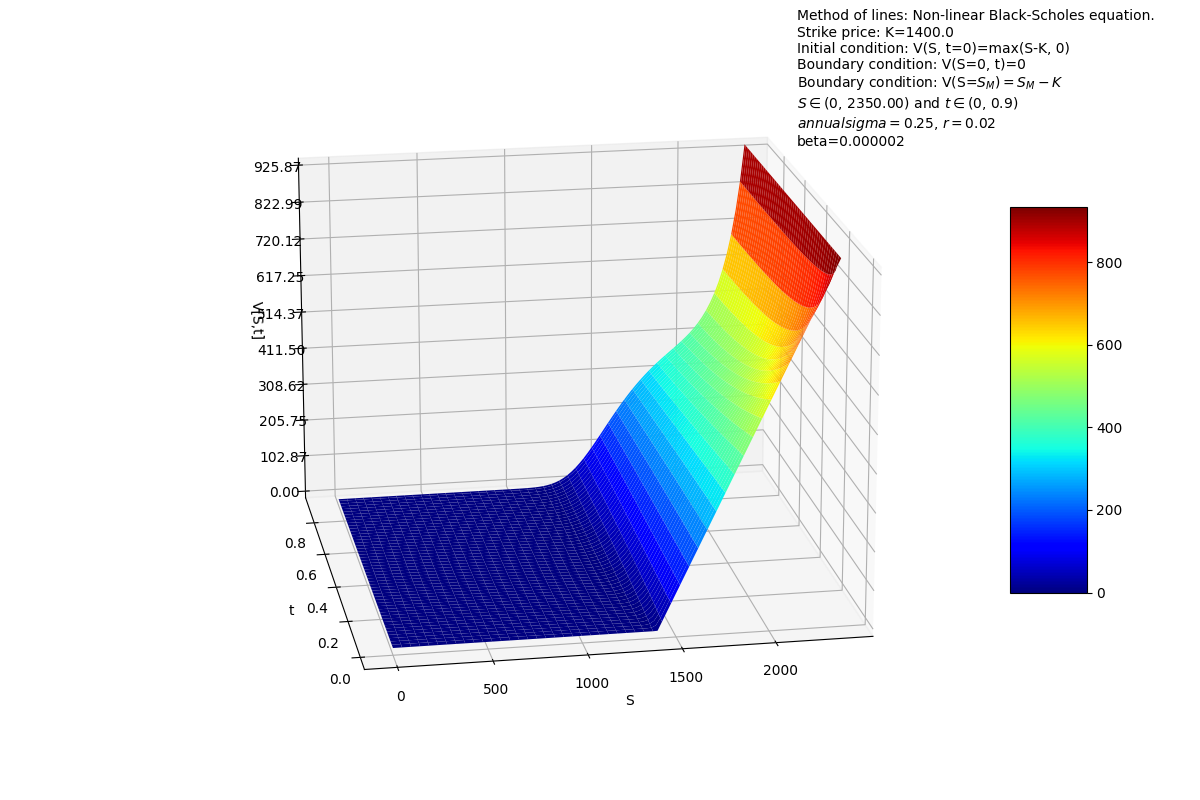 Method of lines: Non-linear Black-Scholes equation.
Strike price: K=1400.0
Initial condition: V(S, t=0)=max(S-K, 0)
Boundary condition: V(S=0, t)=0
Boundary condition: V(S=$S_M$) = $S_M − K$
S ∈ (0, 2350.00) and t ∈ (0, 0.9)
annualsigma = 0.25, r = 0.02
beta=0.000002
925.87
822.99
720.12
617.25
514.37
411.50
308.62
205.75
102.87
0.00
V[S,t]
0.8
0.6
0.4
0.2
0.0
t
0
500
1000
1500
2000
S
800
600
400
200
0